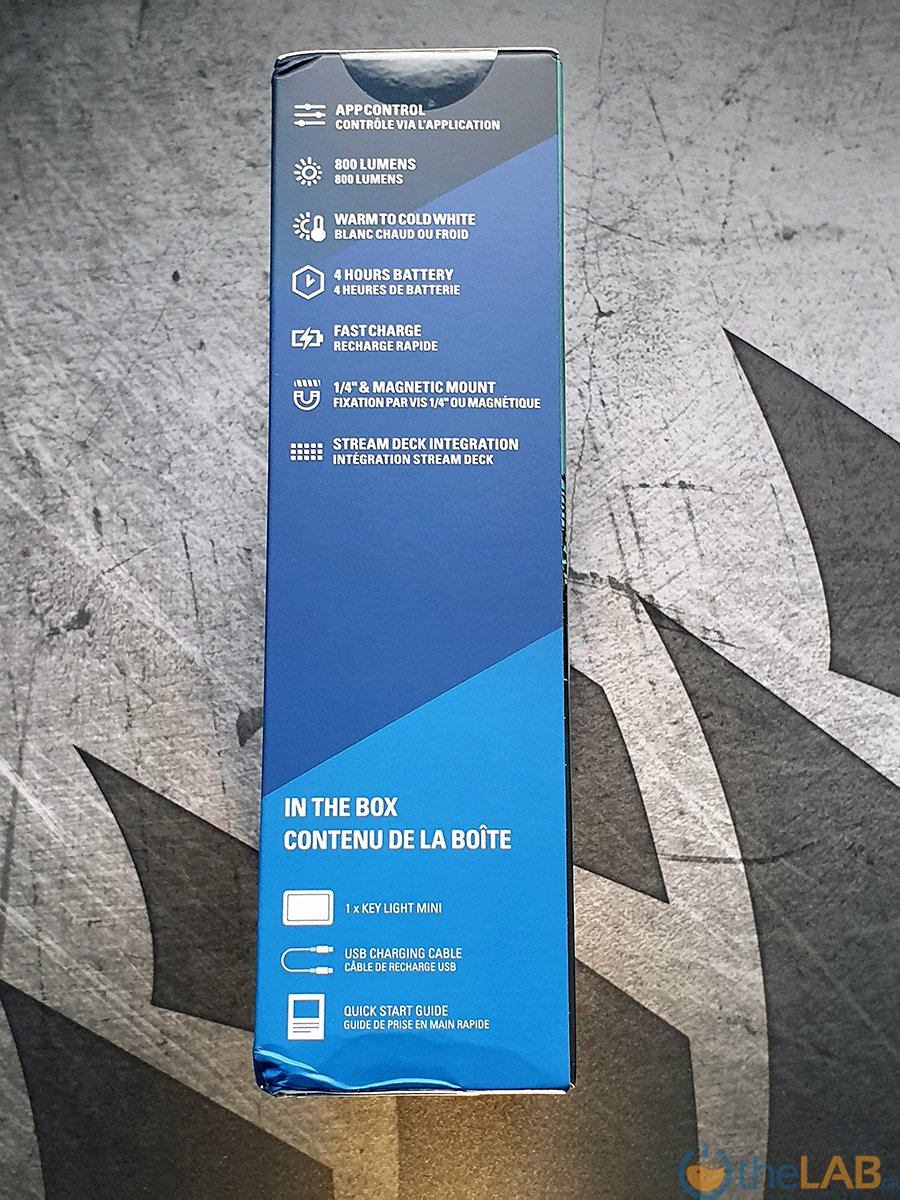 APP CONTROL
CONTRÔLE VIA L'APPLICATION
800 LUMENS
800 LUMENS
WARM TO COLD WHITE
BLANC CHAUD OU FROID
4 HOURS BATTERY
4 HEURES DE BATTERIE
FAST CHARGE
RECHARGE RAPIDE
1/4" & MAGNETIC MOUNT
FIXATION PAR VIS 1/4" OU MAGNÉTIQUE
STREAM DECK INTEGRATION
INTÉGRATION STREAM DECK
IN THE BOX
CONTENU DE LA BOÎTE
1 x KEY LIGHT MINI
USB CHARGING CABLE
CÂBLE DE RECHARGE USB
QUICK START GUIDE
GUIDE DE PRISE EN MAIN RAPIDE
theLAB.GR